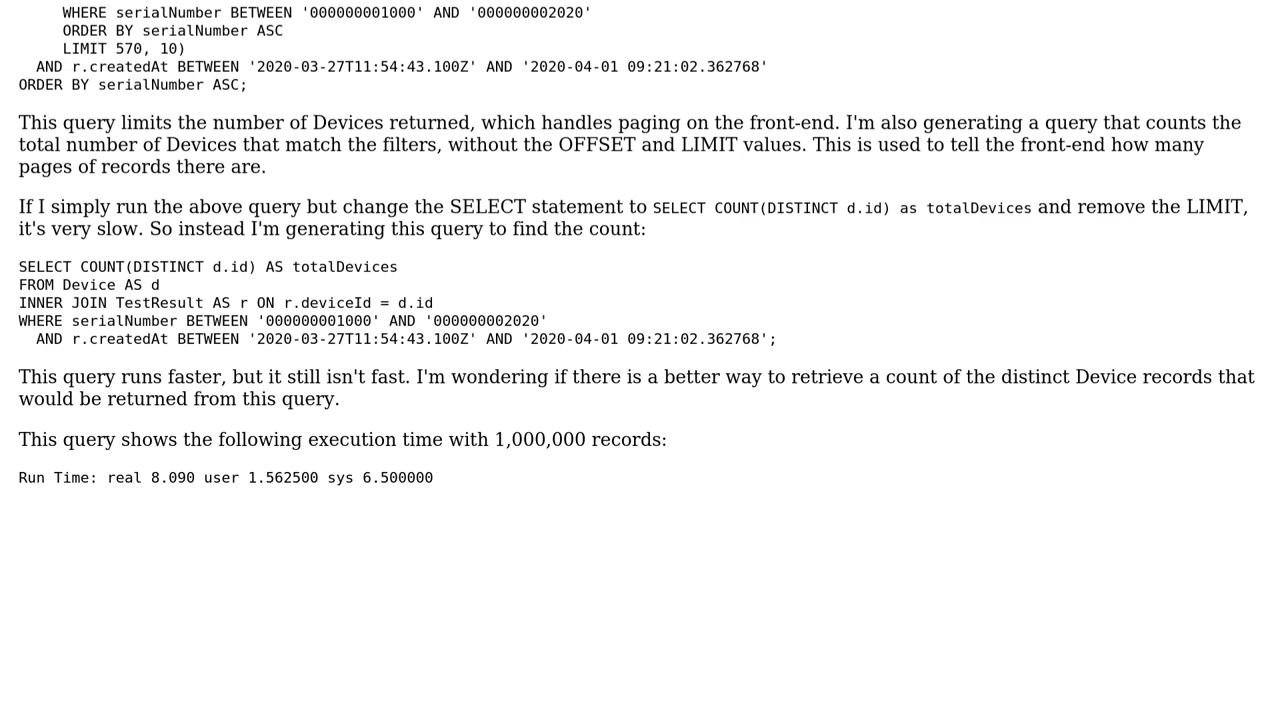 WHERE serialNumber BETWEEN '000000001000' AND '000000002020'
ORDER BY serialNumber ASC
LIMIT 570, 10)
AND r.createdAt BETWEEN '2020-03-27T11:54:43.100Z' AND '2020-04-01 09:21:02.362768'
ORDER BY serialNumber ASC;
This query limits the number of Devices returned, which handles paging on the front-end. I'm also generating a query that counts the
total number of Devices that match the filters, without the OFFSET and LIMIT values. This is used to tell the front-end how many
pages of records there are.
If I simply run the above query but change the SELECT statement to SELECT COUNT(DISTINCT d.id) as totalDevices and remove the LIMIT,
it's very slow. So instead I'm generating this query to find the count:
SELECT COUNT(DISTINCT d.id) AS totalDevices
FROM Device AS d
INNER JOIN TestResult AS r ON r.deviceId = d.id
WHERE serialNumber BETWEEN '000000001000' AND '000000002020'
AND r.createdAt BETWEEN '2020-03-27T11:54:43.100Z' AND '2020-04-01 09:21:02.362768';
This query runs faster, but it still isn't fast. I'm wondering if there is a better way to retrieve a count of the distinct Device records that
would be returned from this query.
This query shows the following execution time with 1,000,000 records:
Run Time: real 8.090 user 1.562500 sys 6.500000